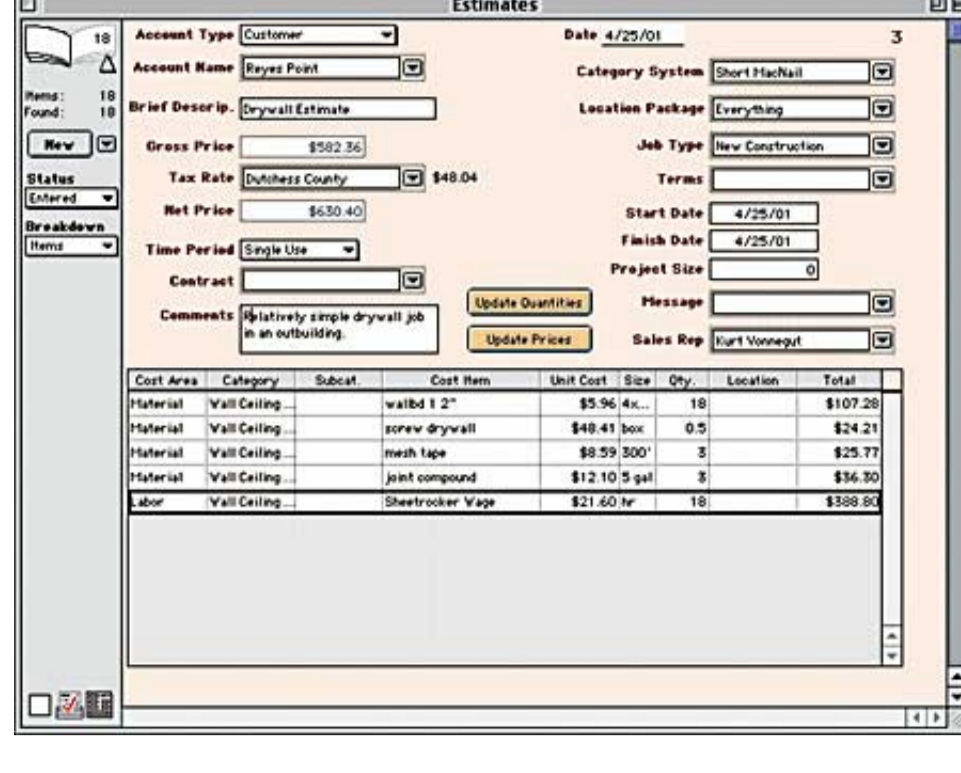 Estimates
18
Items: 18
Found: 18
New
Status
Entered
Breakdown
Items
Account Type Customer
Date 4/25/01
3
Account Name Reyes Point
Category System Short MacNail
Brief Descrip. Drywall Estimate
Location Package Everything
Gross Price $582.36
Job Type New Construction
Tax Rate Dutchess County $48.04
Terms
Net Price $630.40
Start Date 4/25/01
Time Period Single Use
Finish Date 4/25/01
Contract
Project Size 0
Comments Relatively simple drywall job
in an outbuilding.
Update Quantities
Message
Update Prices
Sales Rep Kurt Vonnegut
Cost Area Category Subcat. Cost Item Unit Cost Size Qty. Location Total
Material Wall Ceiling... wallbd 1 2" $5.96 4x... 18 $107.28
Material Wall Ceiling... screw drywall $48.41 box 0.5 $24.21
Material Wall Ceiling... mesh tape $8.59 300' 3 $25.77
Material Wall Ceiling... joint compound $12.10 5 gal 3 $36.30
Labor Wall Ceiling... Sheetrocker Wage $21.60 hr 18 $388.80